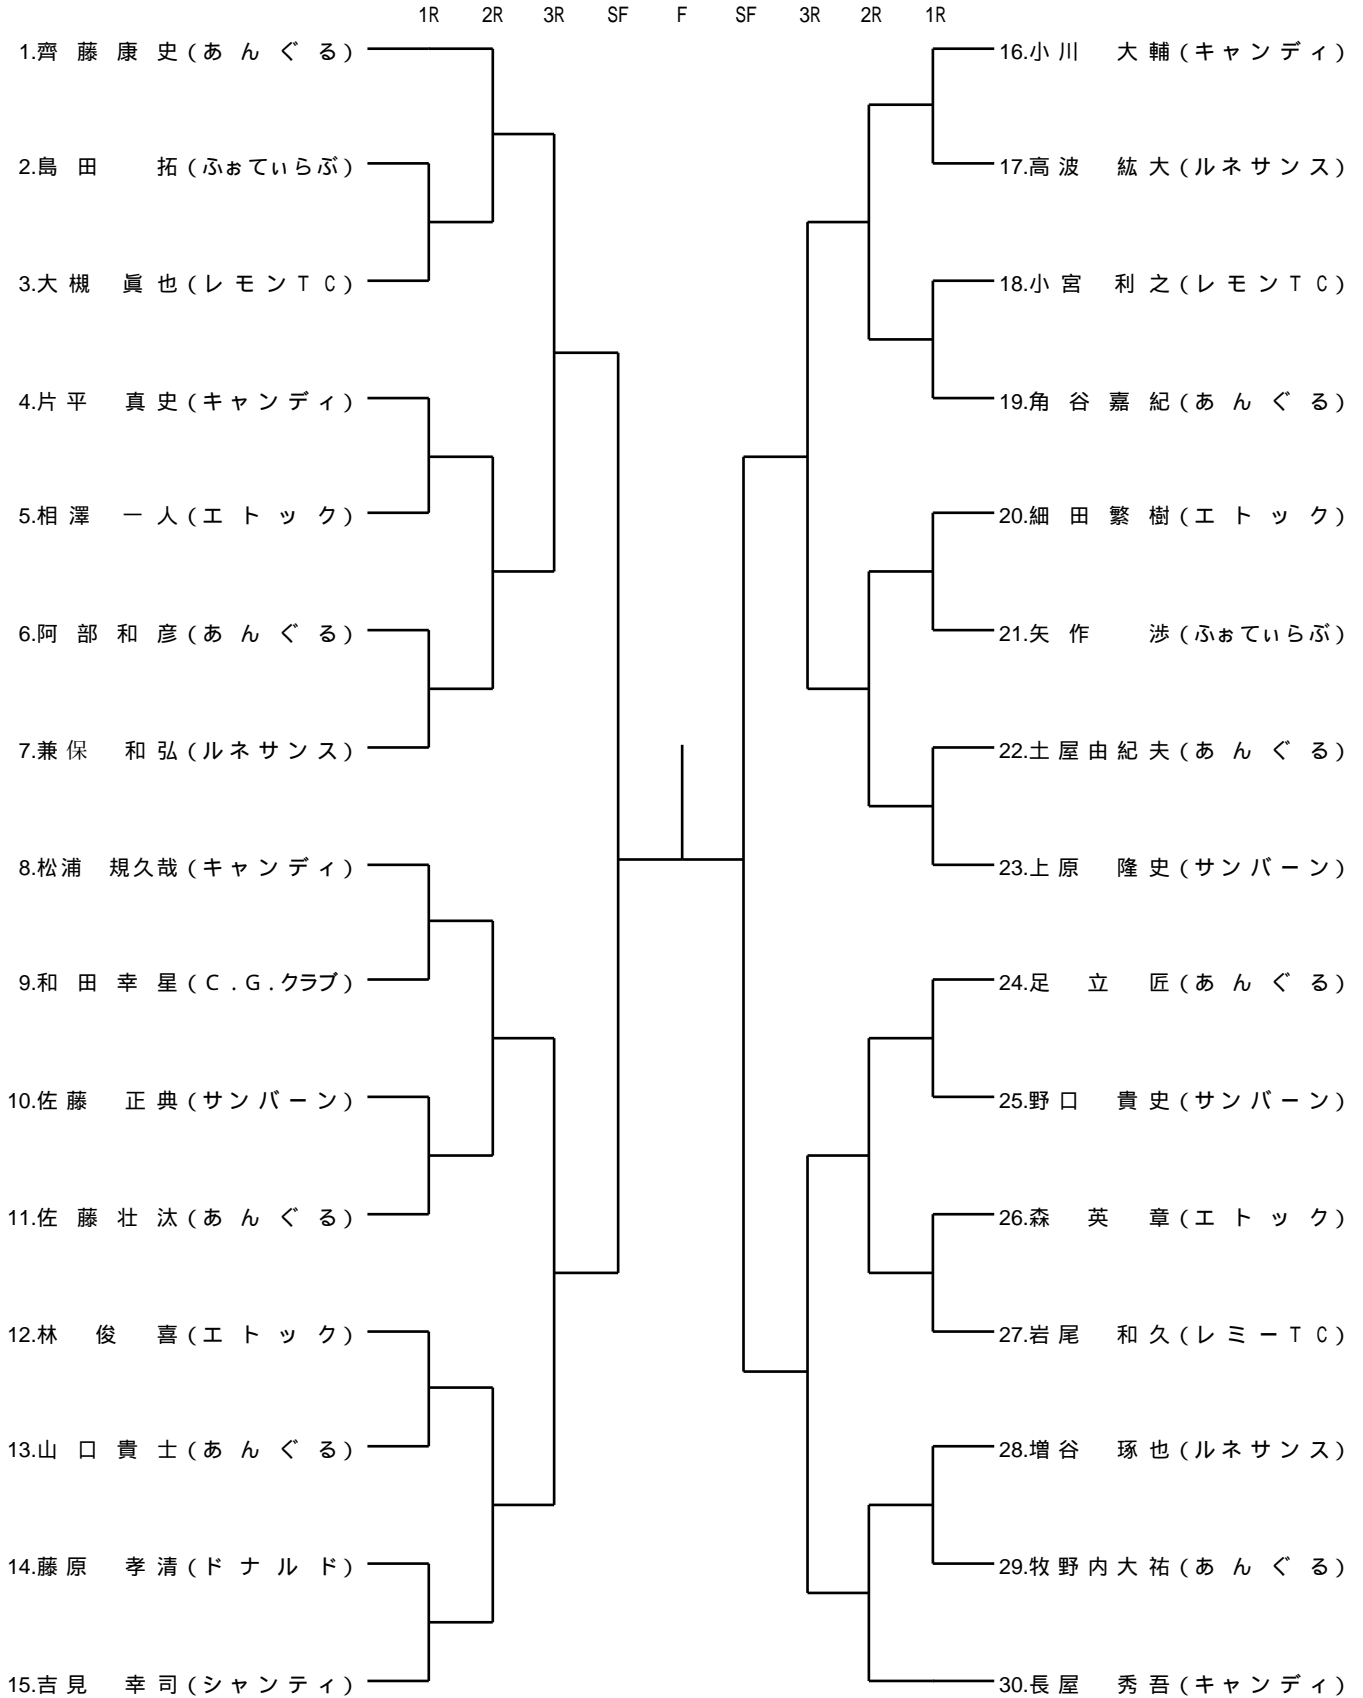 1R 2R 3R SF F SF 3R 2R 1R
1.齊藤康史(あんぐる)
2.島田 拓(ふぉてぃらぶ)
3.大槻 眞也(レモンTC)
4.片平 真史(キャンディ)
5.相澤 一人(エトック)
6.阿部和彦(あんぐる)
7.兼保 和弘(ルネサンス)
8.松浦 規久哉(キャンディ)
9.和田幸星(C.G.クラブ)
10.佐藤 正典(サンバーン)
11.佐藤壮汰(あんぐる)
12.林 俊喜(エトック)
13.山口貴士(あんぐる)
14.藤原 孝清(ドナルド)
15.吉見 幸司(シャンティ)
16.小川 大輔(キャンディ)
17.高波 紘大(ルネサンス)
18.小宮 利之(レモンTC)
19.角谷嘉紀(あんぐる)
20.細田繁樹(エトック)
21.矢作 渉(ふぉてぃらぶ)
22.土屋由紀夫(あんぐる)
23.上原 隆史(サンバーン)
24.足立 匠(あんぐる)
25.野口 貴史(サンバーン)
26.森 英章(エトック)
27.岩尾 和久(レミーTC)
28.増谷 琢也(ルネサンス)
29.牧野内大祐(あんぐる)
30.長屋 秀吾(キャンディ)